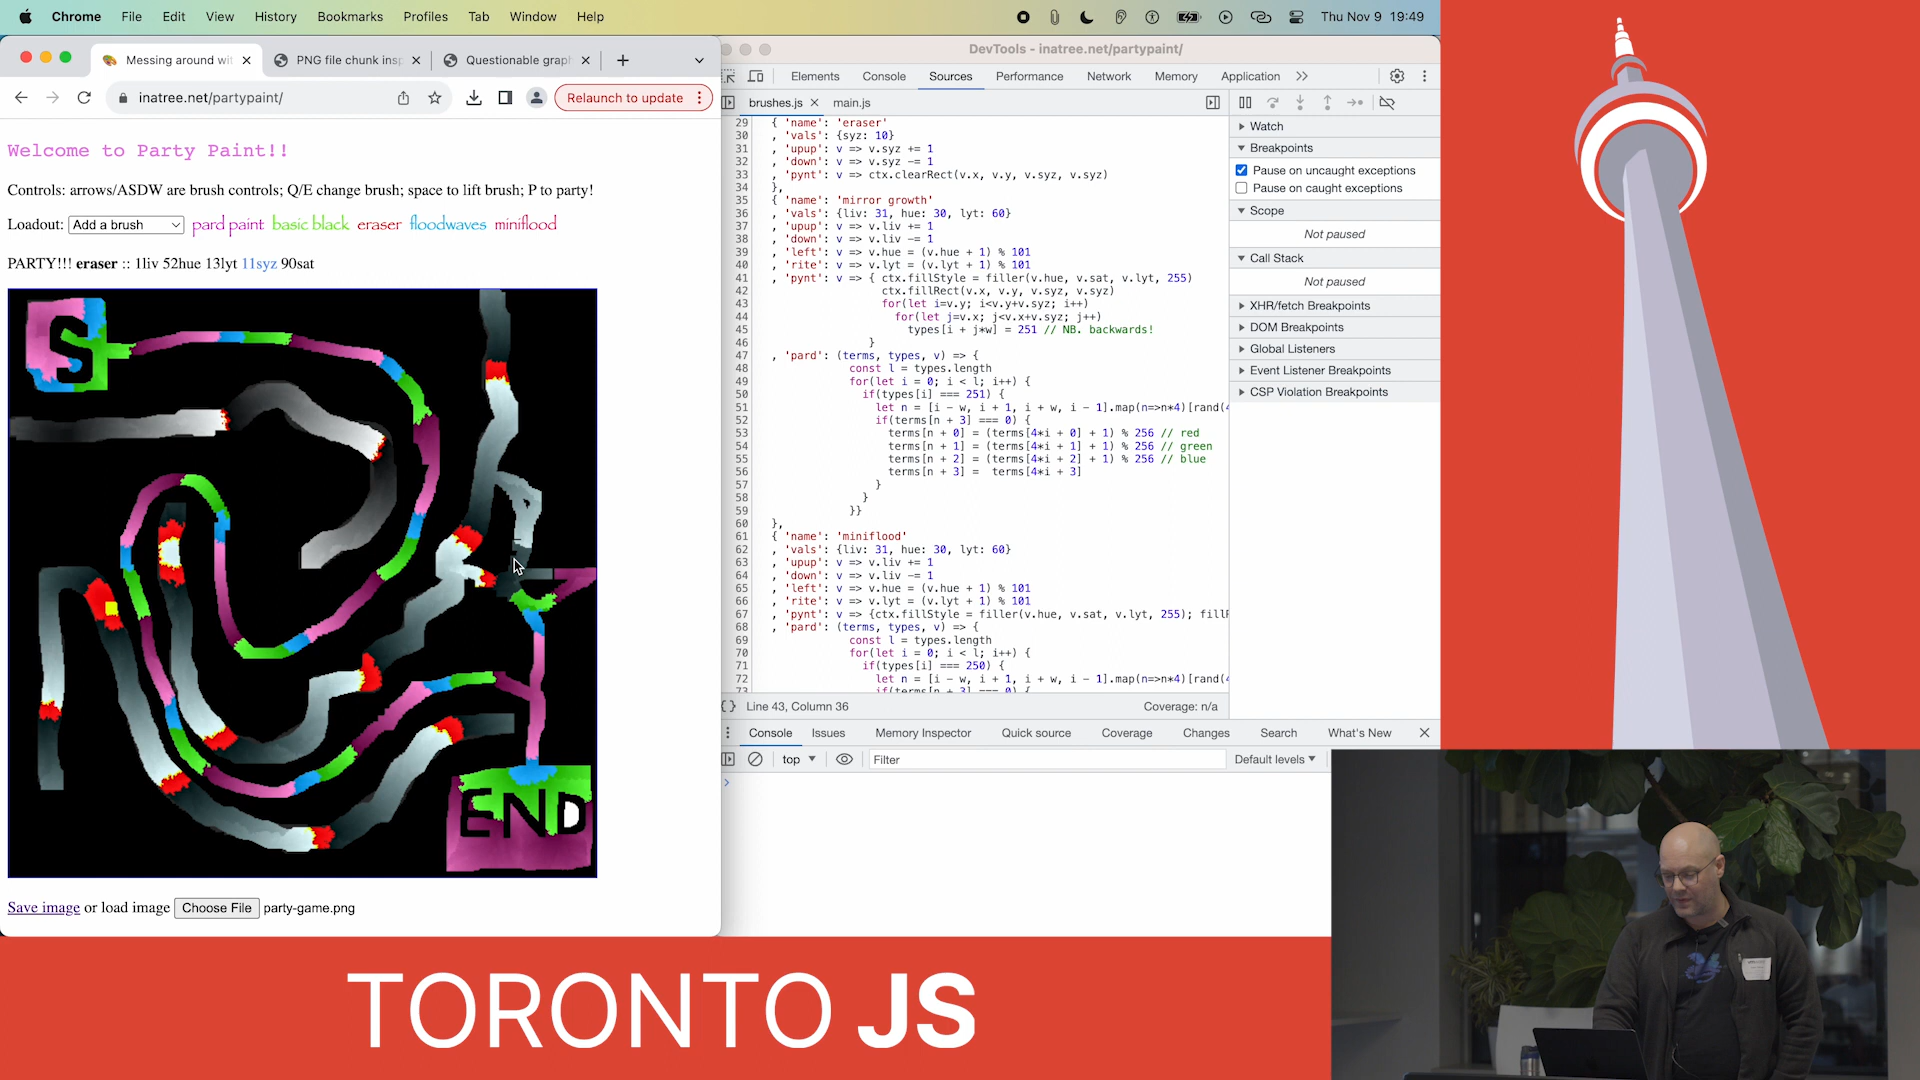 Chrome File Edit View History Bookmarks Profiles Tab Window Help Thu Nov 9 19:49
Messing around wit PNG file chunk insp Questionable graph
inatree.net/partypaint/ Relaunch to update
Welcome to Party Paint!!
Controls: arrows/ASDW are brush controls; Q/E change brush; space to lift brush; P to party!
Loadout: Add a brush pard paint basic black eraser floodwaves miniflood
PARTY!!! eraser :: 1liv 52hue 13lyt 11syz 90sat
S
END
Save image or load image Choose File party-game.png
DevTools - inatree.net/partypaint/
Elements Console Sources Performance Network Memory Application
brushes.js main.js
29 { 'name': 'eraser'
30 , 'vals': {syz: 10}
31 , 'upup': v => v.syz += 1
32 , 'down': v => v.syz -= 1
33 , 'pynt': v => ctx.clearRect(v.x, v.y, v.syz, v.syz)
34 },
35 { 'name': 'mirror growth'
36 , 'vals': {liv: 31, hue: 30, lyt: 60}
37 , 'upup': v => v.liv += 1
38 , 'down': v => v.liv -= 1
39 , 'left': v => v.hue = (v.hue + 1) % 101
40 , 'rite': v => v.lyt = (v.lyt + 1) % 101
41 , 'pynt': v => { ctx.fillStyle = filler(v.hue, v.sat, v.lyt, 255)
42 ctx.fillRect(v.x, v.y, v.syz, v.syz)
43 for(let i=v.y; i<v.y+v.syz; i++)
44 for(let j=v.x; j<v.x+v.syz; j++)
45 types[i + j*w] = 251 // NB. backwards!
46 }
47 , 'pard': (terms, types, v) => {
48 const l = types.length
49 for(let i = 0; i < l; i++) {
50 if(types[i] === 251) {
51 let n = [i - w, i + 1, i + w, i - 1].map(n=>n*4)[rand(4
52 if(terms[n + 3] === 0) {
53 terms[n + 0] = (terms[4*i + 0] + 1) % 256 // red
54 terms[n + 1] = (terms[4*i + 1] + 1) % 256 // green
55 terms[n + 2] = (terms[4*i + 2] + 1) % 256 // blue
56 terms[n + 3] = terms[4*i + 3]
57 }
58 }
59 }}
60 },
61 { 'name': 'miniflood'
62 , 'vals': {liv: 31, hue: 30, lyt: 60}
63 , 'upup': v => v.liv += 1
64 , 'down': v => v.liv -= 1
65 , 'left': v => v.hue = (v.hue + 1) % 101
66 , 'rite': v => v.lyt = (v.lyt + 1) % 101
67 , 'pynt': v => {ctx.fillStyle = filler(v.hue, v.sat, v.lyt, 255); fill
68 , 'pard': (terms, types, v) => {
69 const l = types.length
70 for(let i = 0; i < l; i++) {
71 if(types[i] === 250) {
72 let n = [i - w, i + 1, i + w, i - 1].map(n=>n*4)[rand(4
73 if(terms[n + 3] === 0) {
{} Line 43, Column 36 Coverage: n/a
Watch
Breakpoints
Pause on uncaught exceptions
Pause on caught exceptions
Scope
Not paused
Call Stack
Not paused
XHR/fetch Breakpoints
DOM Breakpoints
Global Listeners
Event Listener Breakpoints
CSP Violation Breakpoints
Console Issues Memory Inspector Quick source Coverage Changes Search What's New
top Filter Default levels
TORONTO JS